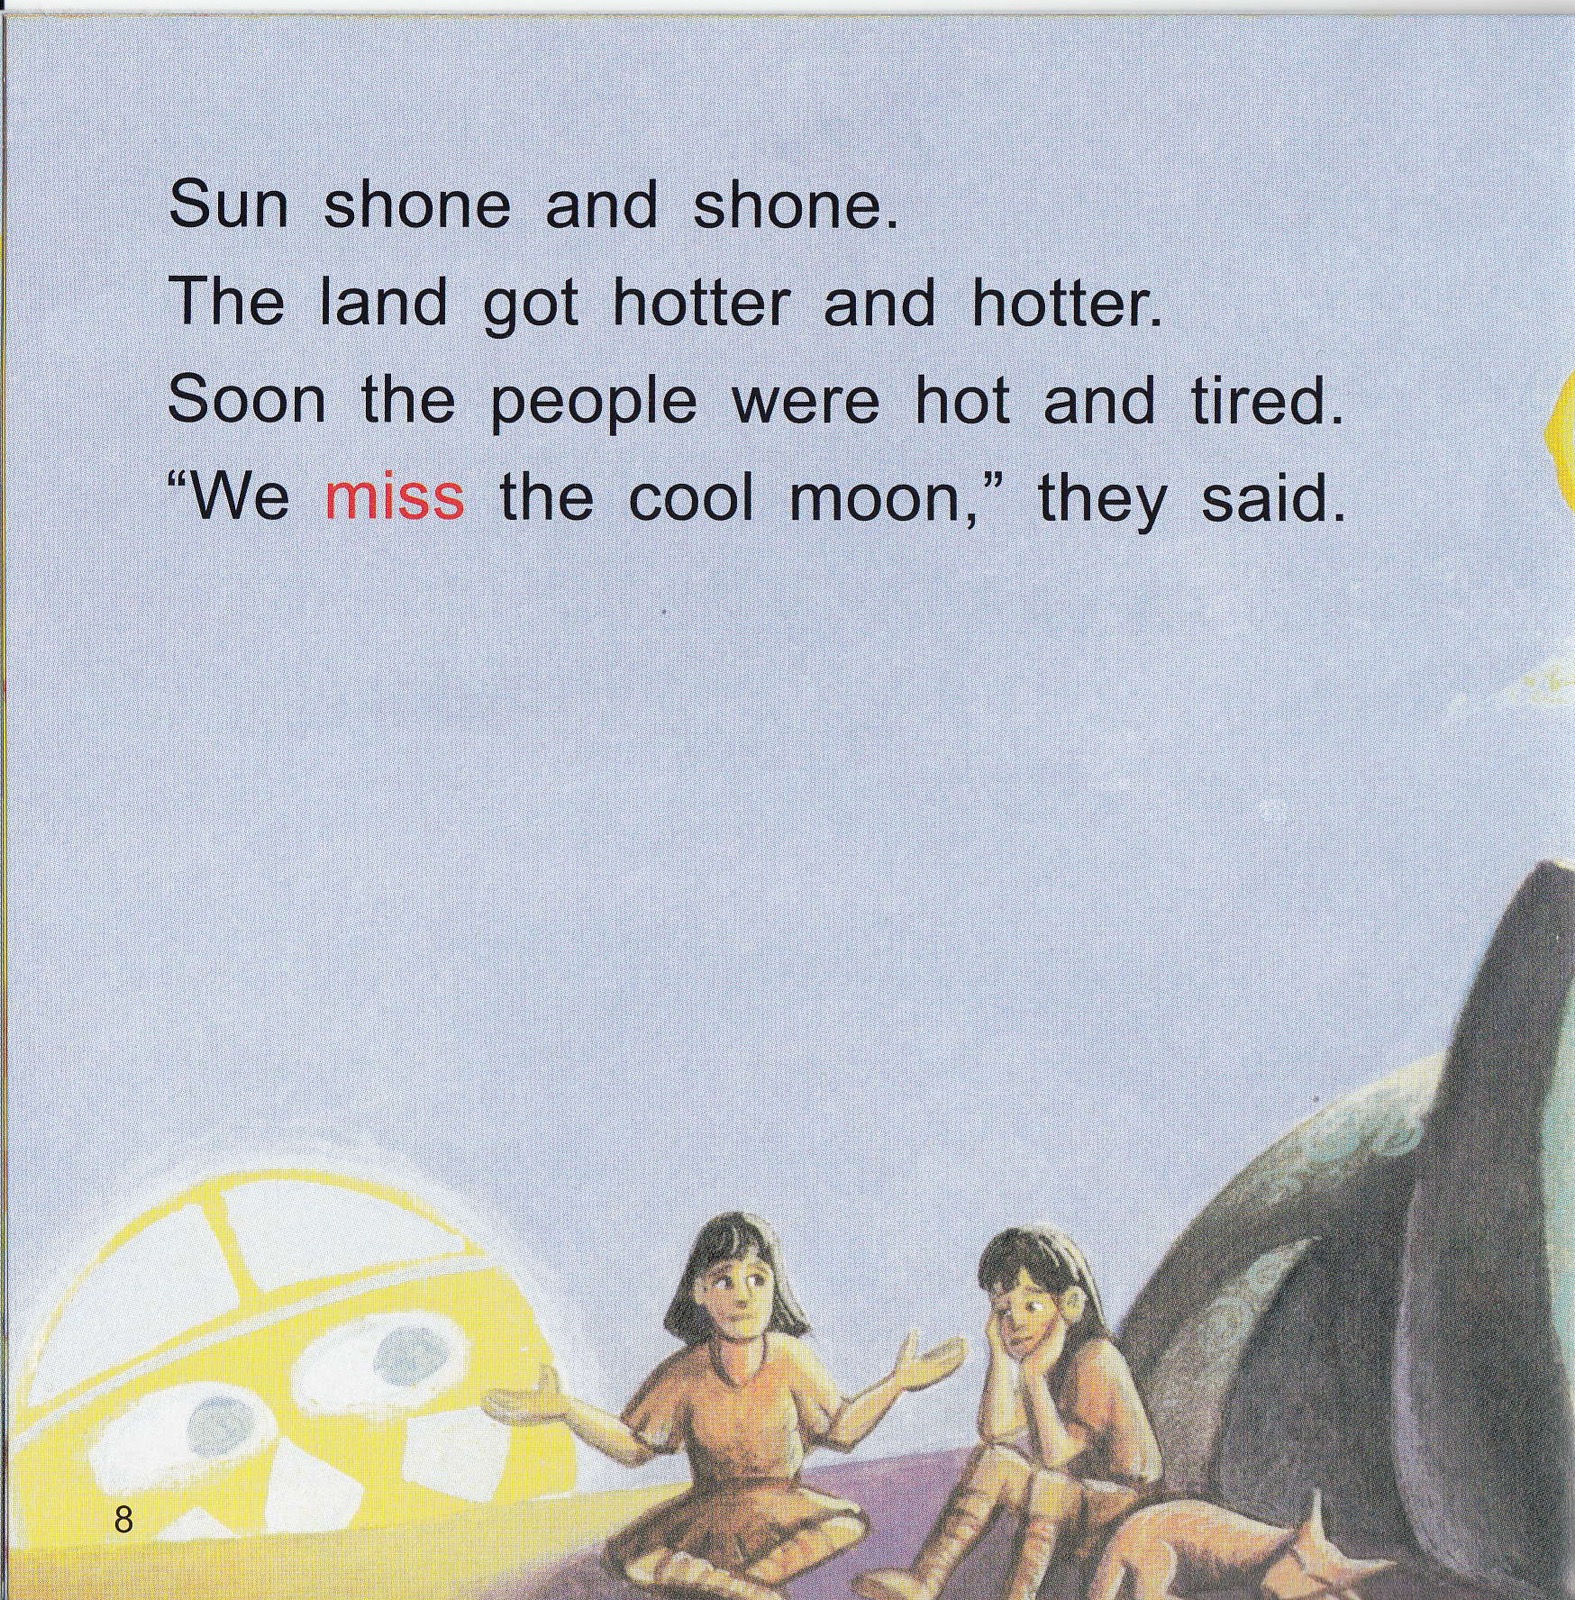 Sun shone and shone.
The land got hotter and hotter.
Soon the people were hot and tired.
“We miss the cool moon,” they said.
8